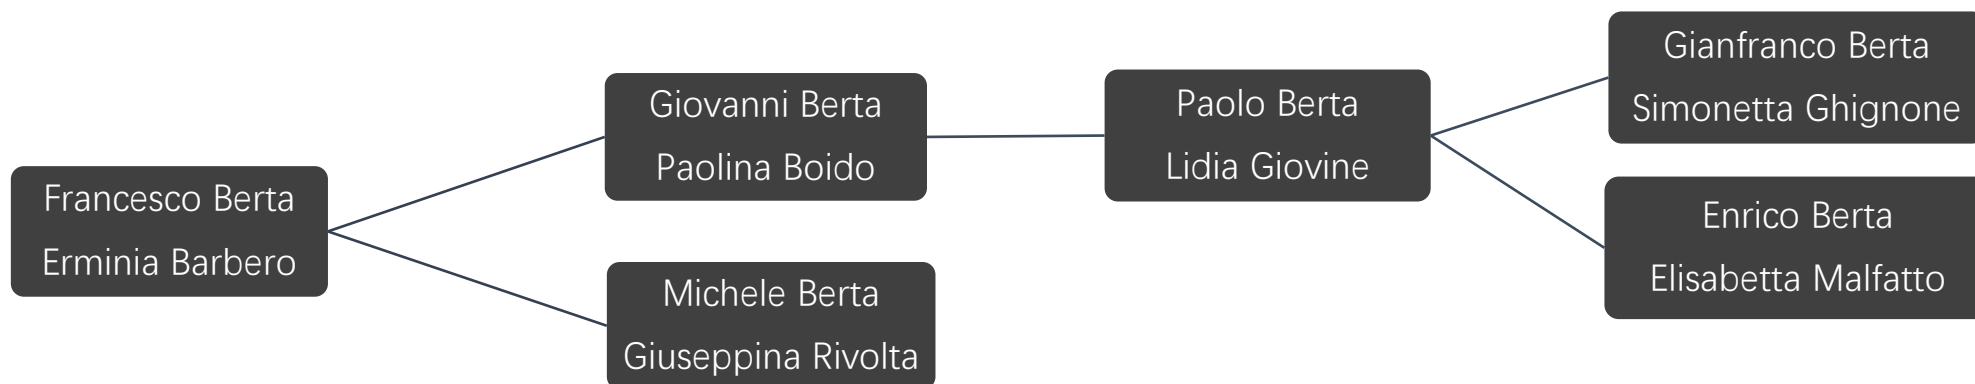 Francesco Berta
Erminia Barbero
Giovanni Berta
Paolina Boido
Michele Berta
Giuseppina Rivolta
Paolo Berta
Lidia Giovine
Gianfranco Berta
Simonetta Ghignone
Enrico Berta
Elisabetta Malfatto